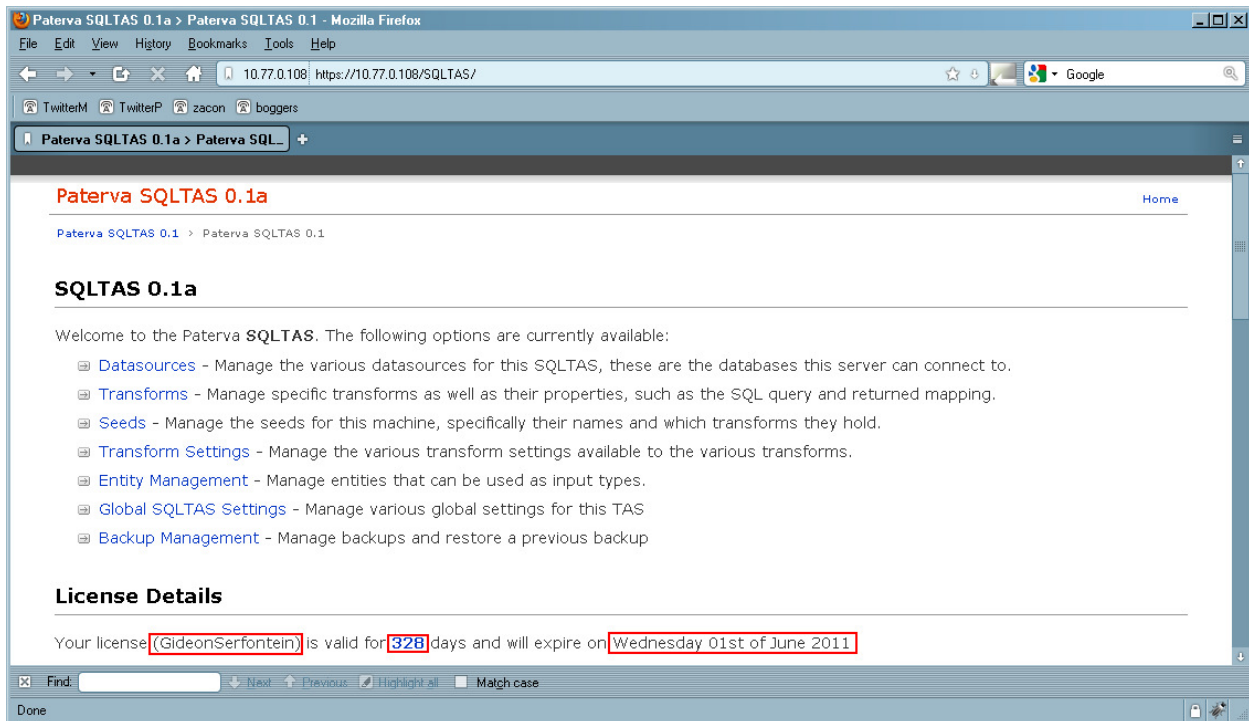 Paterva SQLTAS 0.1a > Paterva SQLTAS 0.1 - Mozilla Firefox
File Edit View History Bookmarks Tools Help
10.77.0.108 https://10.77.0.108/SQLTAS/ Google
TwitterM TwitterP zacon boggers
Paterva SQLTAS 0.1a > Paterva SQL_
Paterva SQLTAS 0.1a Home
Paterva SQLTAS 0.1 > Paterva SQLTAS 0.1
SQLTAS 0.1a
Welcome to the Paterva SQLTAS. The following options are currently available:
Datasources - Manage the various datasources for this SQLTAS, these are the databases this server can connect to.
Transforms - Manage specific transforms as well as their properties, such as the SQL query and returned mapping.
Seeds - Manage the seeds for this machine, specifically their names and which transforms they hold.
Transform Settings - Manage the various transform settings available to the various transforms.
Entity Management - Manage entities that can be used as input types.
Global SQLTAS Settings - Manage various global settings for this TAS
Backup Management - Manage backups and restore a previous backup
License Details
Your license (GideonSerfontein) is valid for 328 days and will expire on Wednesday 01st of June 2011
Find: Next Previous Highlight all Match case
Done